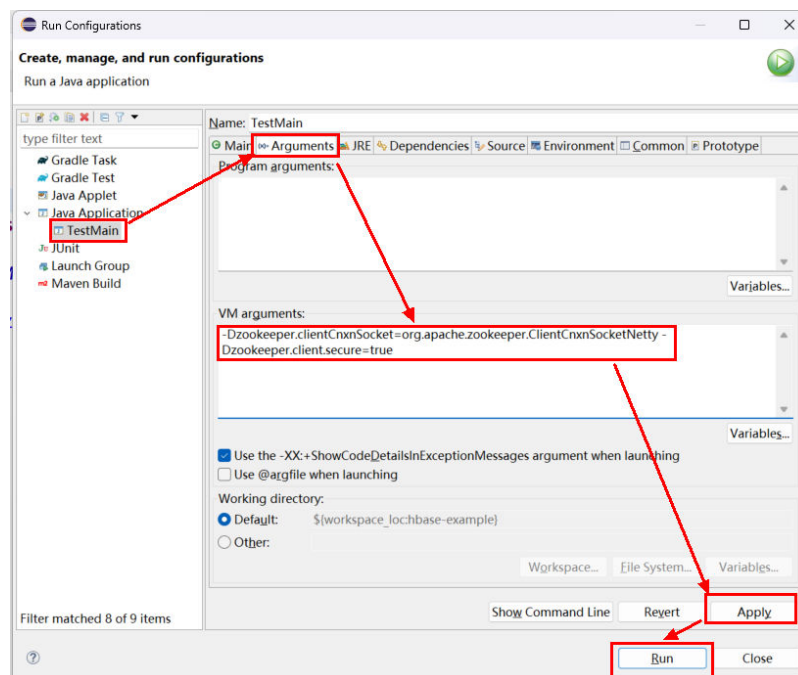 Run Configurations
Create, manage, and run configurations
Run a Java application
type filter text
Gradle Task
Gradle Test
Java Applet
Java Application
TestMain
JUnit
Launch Group
Maven Build
Filter matched 8 of 9 items
Name: TestMain
Main Arguments JRE Dependencies Source Environment Common Prototype
Program arguments:
Variables...
VM arguments:
-Dzookeeper.clientCnxnSocket=org.apache.zookeeper.ClientCnxnSocketNetty -
Dzookeeper.client.secure=true
Variables...
Use the -XX:+ShowCodeDetailsInExceptionMessages argument when launching
Use @argfile when launching
Working directory:
Default: ${workspace_loc:hbase-example}
Other:
Workspace... File System... Variables...
Show Command Line Revert Apply
Run Close